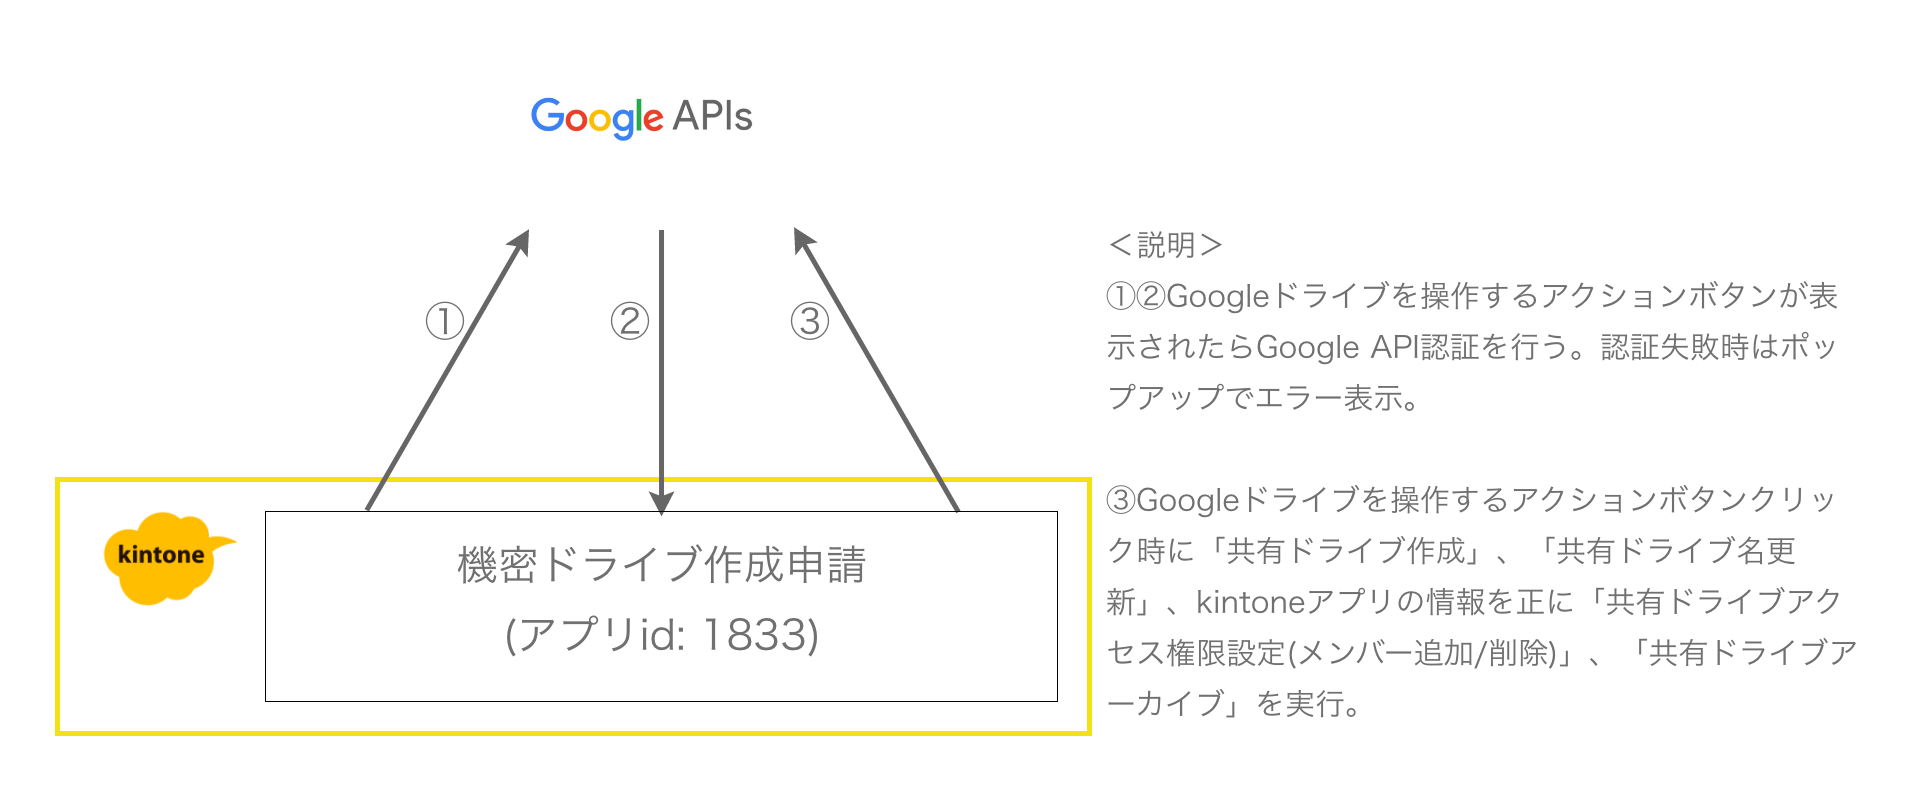 Google APIs
①
②
③
kintone
機密ドライブ作成申請
(アプリid: 1833)
＜説明＞
①②Googleドライブを操作するアクションボタンが表
示されたらGoogle API認証を行う。認証失敗時はポッ
プアップでエラー表示。
③Googleドライブを操作するアクションボタンクリッ
ク時に「共有ドライブ作成」、「共有ドライブ名更
新」、kintoneアプリの情報を正に「共有ドライブアク
セス権限設定(メンバー追加/削除)」、「共有ドライブア
ーカイブ」を実行。